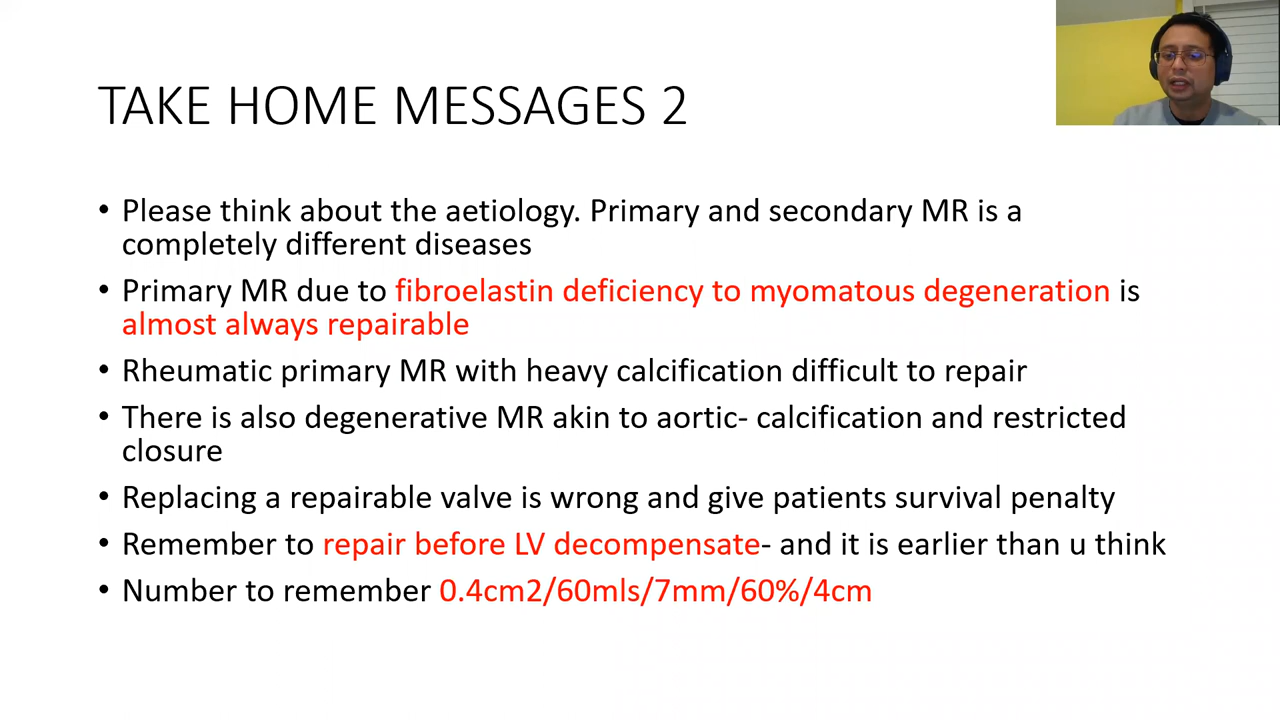 TAKE HOME MESSAGES 2
• Please think about the aetiology. Primary and secondary MR is a
completely different diseases
• Primary MR due to fibroelastin deficiency to myomatous degeneration is
almost always repairable
• Rheumatic primary MR with heavy calcification difficult to repair
• There is also degenerative MR akin to aortic- calcification and restricted
closure
• Replacing a repairable valve is wrong and give patients survival penalty
• Remember to repair before LV decompensate- and it is earlier than u think
• Number to remember 0.4cm2/60mls/7mm/60%/4cm